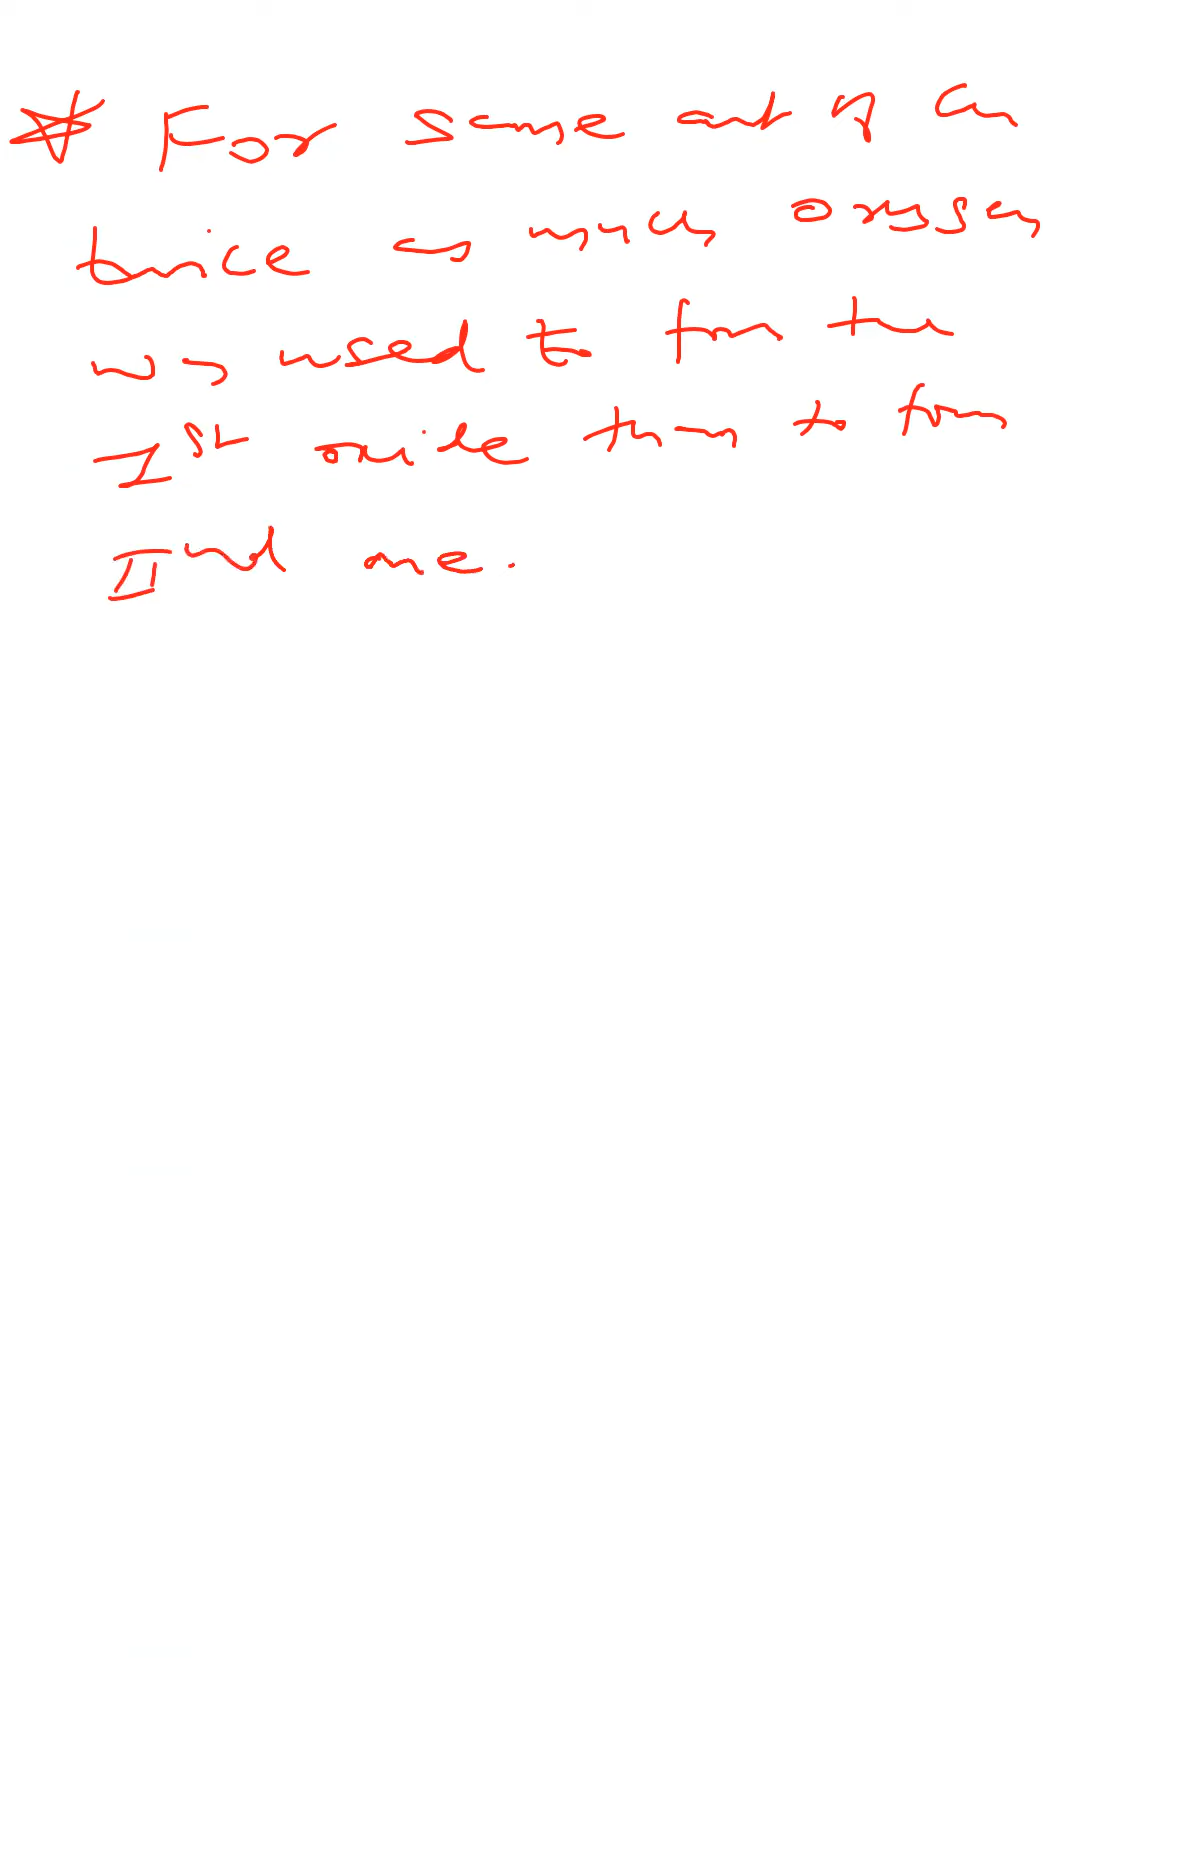 For same amt of Cu
twice as much oxygen
was used to form the
Ist oxide than to form
IInd one.